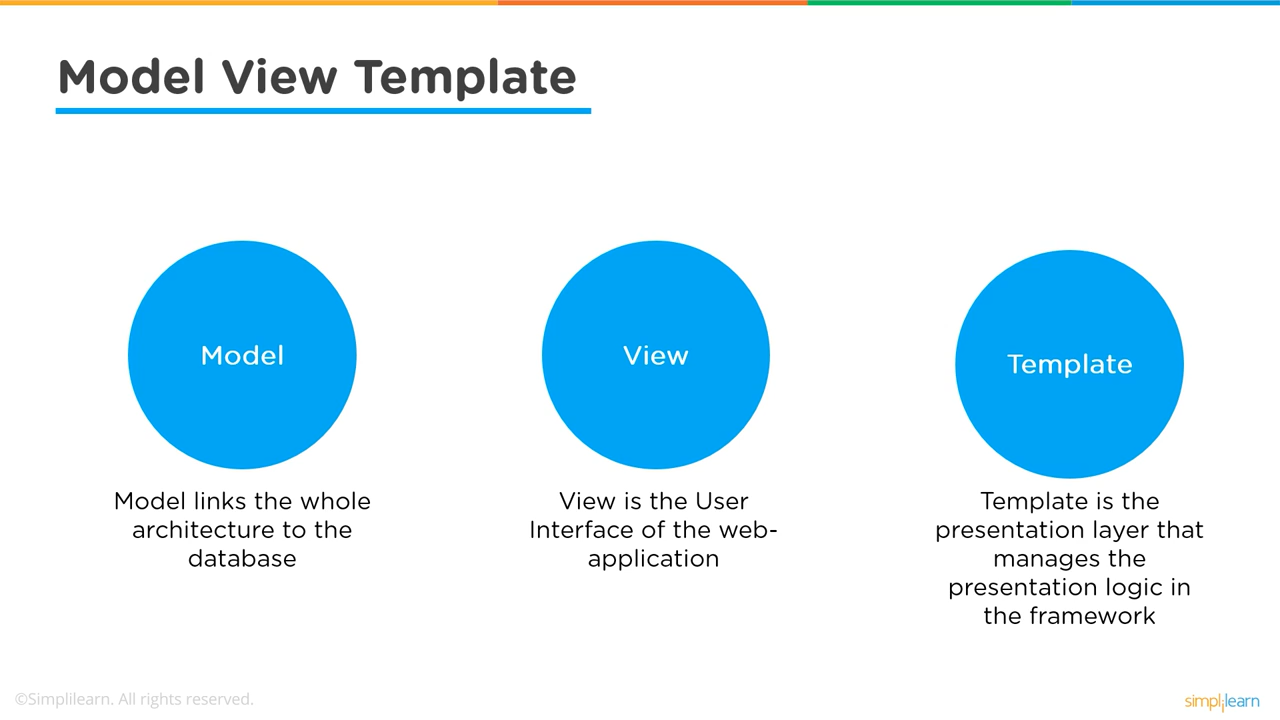 Model View Template
Model
View
Template
Model links the whole
architecture to the
database
View is the User
Interface of the web-
application
Template is the
presentation layer that
manages the
presentation logic in
the framework
©Simplilearn. All rights reserved.
simplilearn